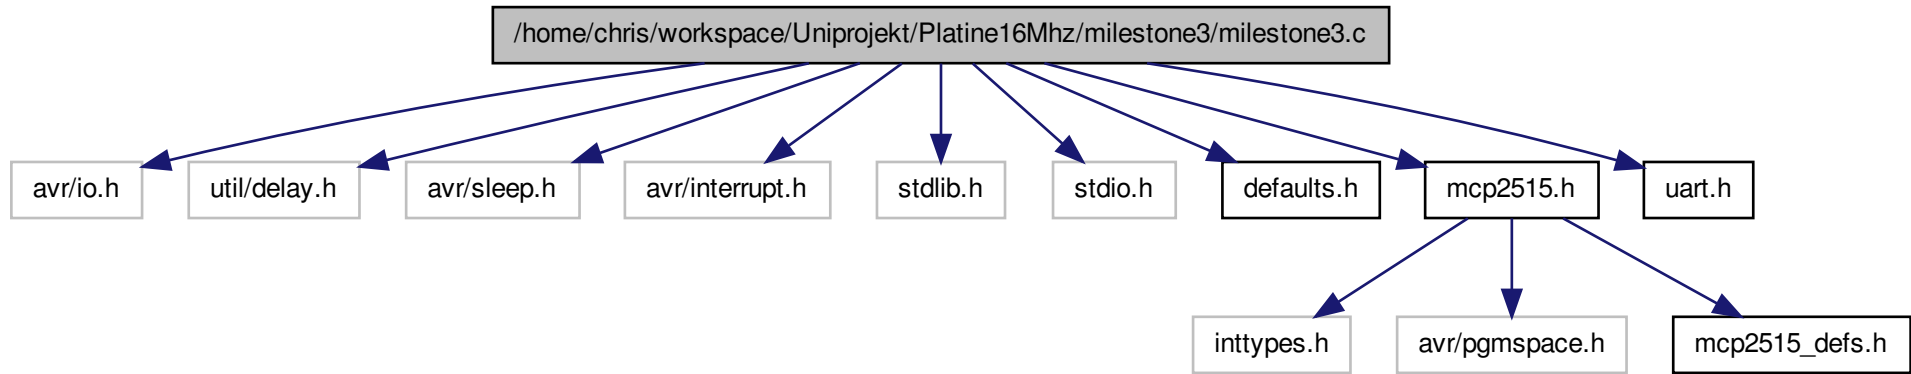 /home/chris/workspace/Uniprojekt/Platine16Mhz/milestone3/milestone3.c
avr/io.h
util/delay.h
avr/sleep.h
avr/interrupt.h
stdlib.h
stdio.h
defaults.h
mcp2515.h
uart.h
inttypes.h
avr/pgmspace.h
mcp2515_defs.h